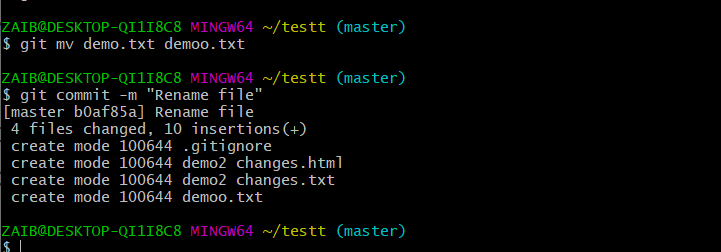 ZAIB@DESKTOP-QI1I8C8 MINGW64 ~/testt (master)
$ git mv demo.txt demoo.txt
ZAIB@DESKTOP-QI1I8C8 MINGW64 ~/testt (master)
$ git commit -m "Rename file"
[master b0af85a] Rename file
 4 files changed, 10 insertions(+)
 create mode 100644 .gitignore
 create mode 100644 demo2 changes.html
 create mode 100644 demo2 changes.txt
 create mode 100644 demoo.txt
ZAIB@DESKTOP-QI1I8C8 MINGW64 ~/testt (master)
$